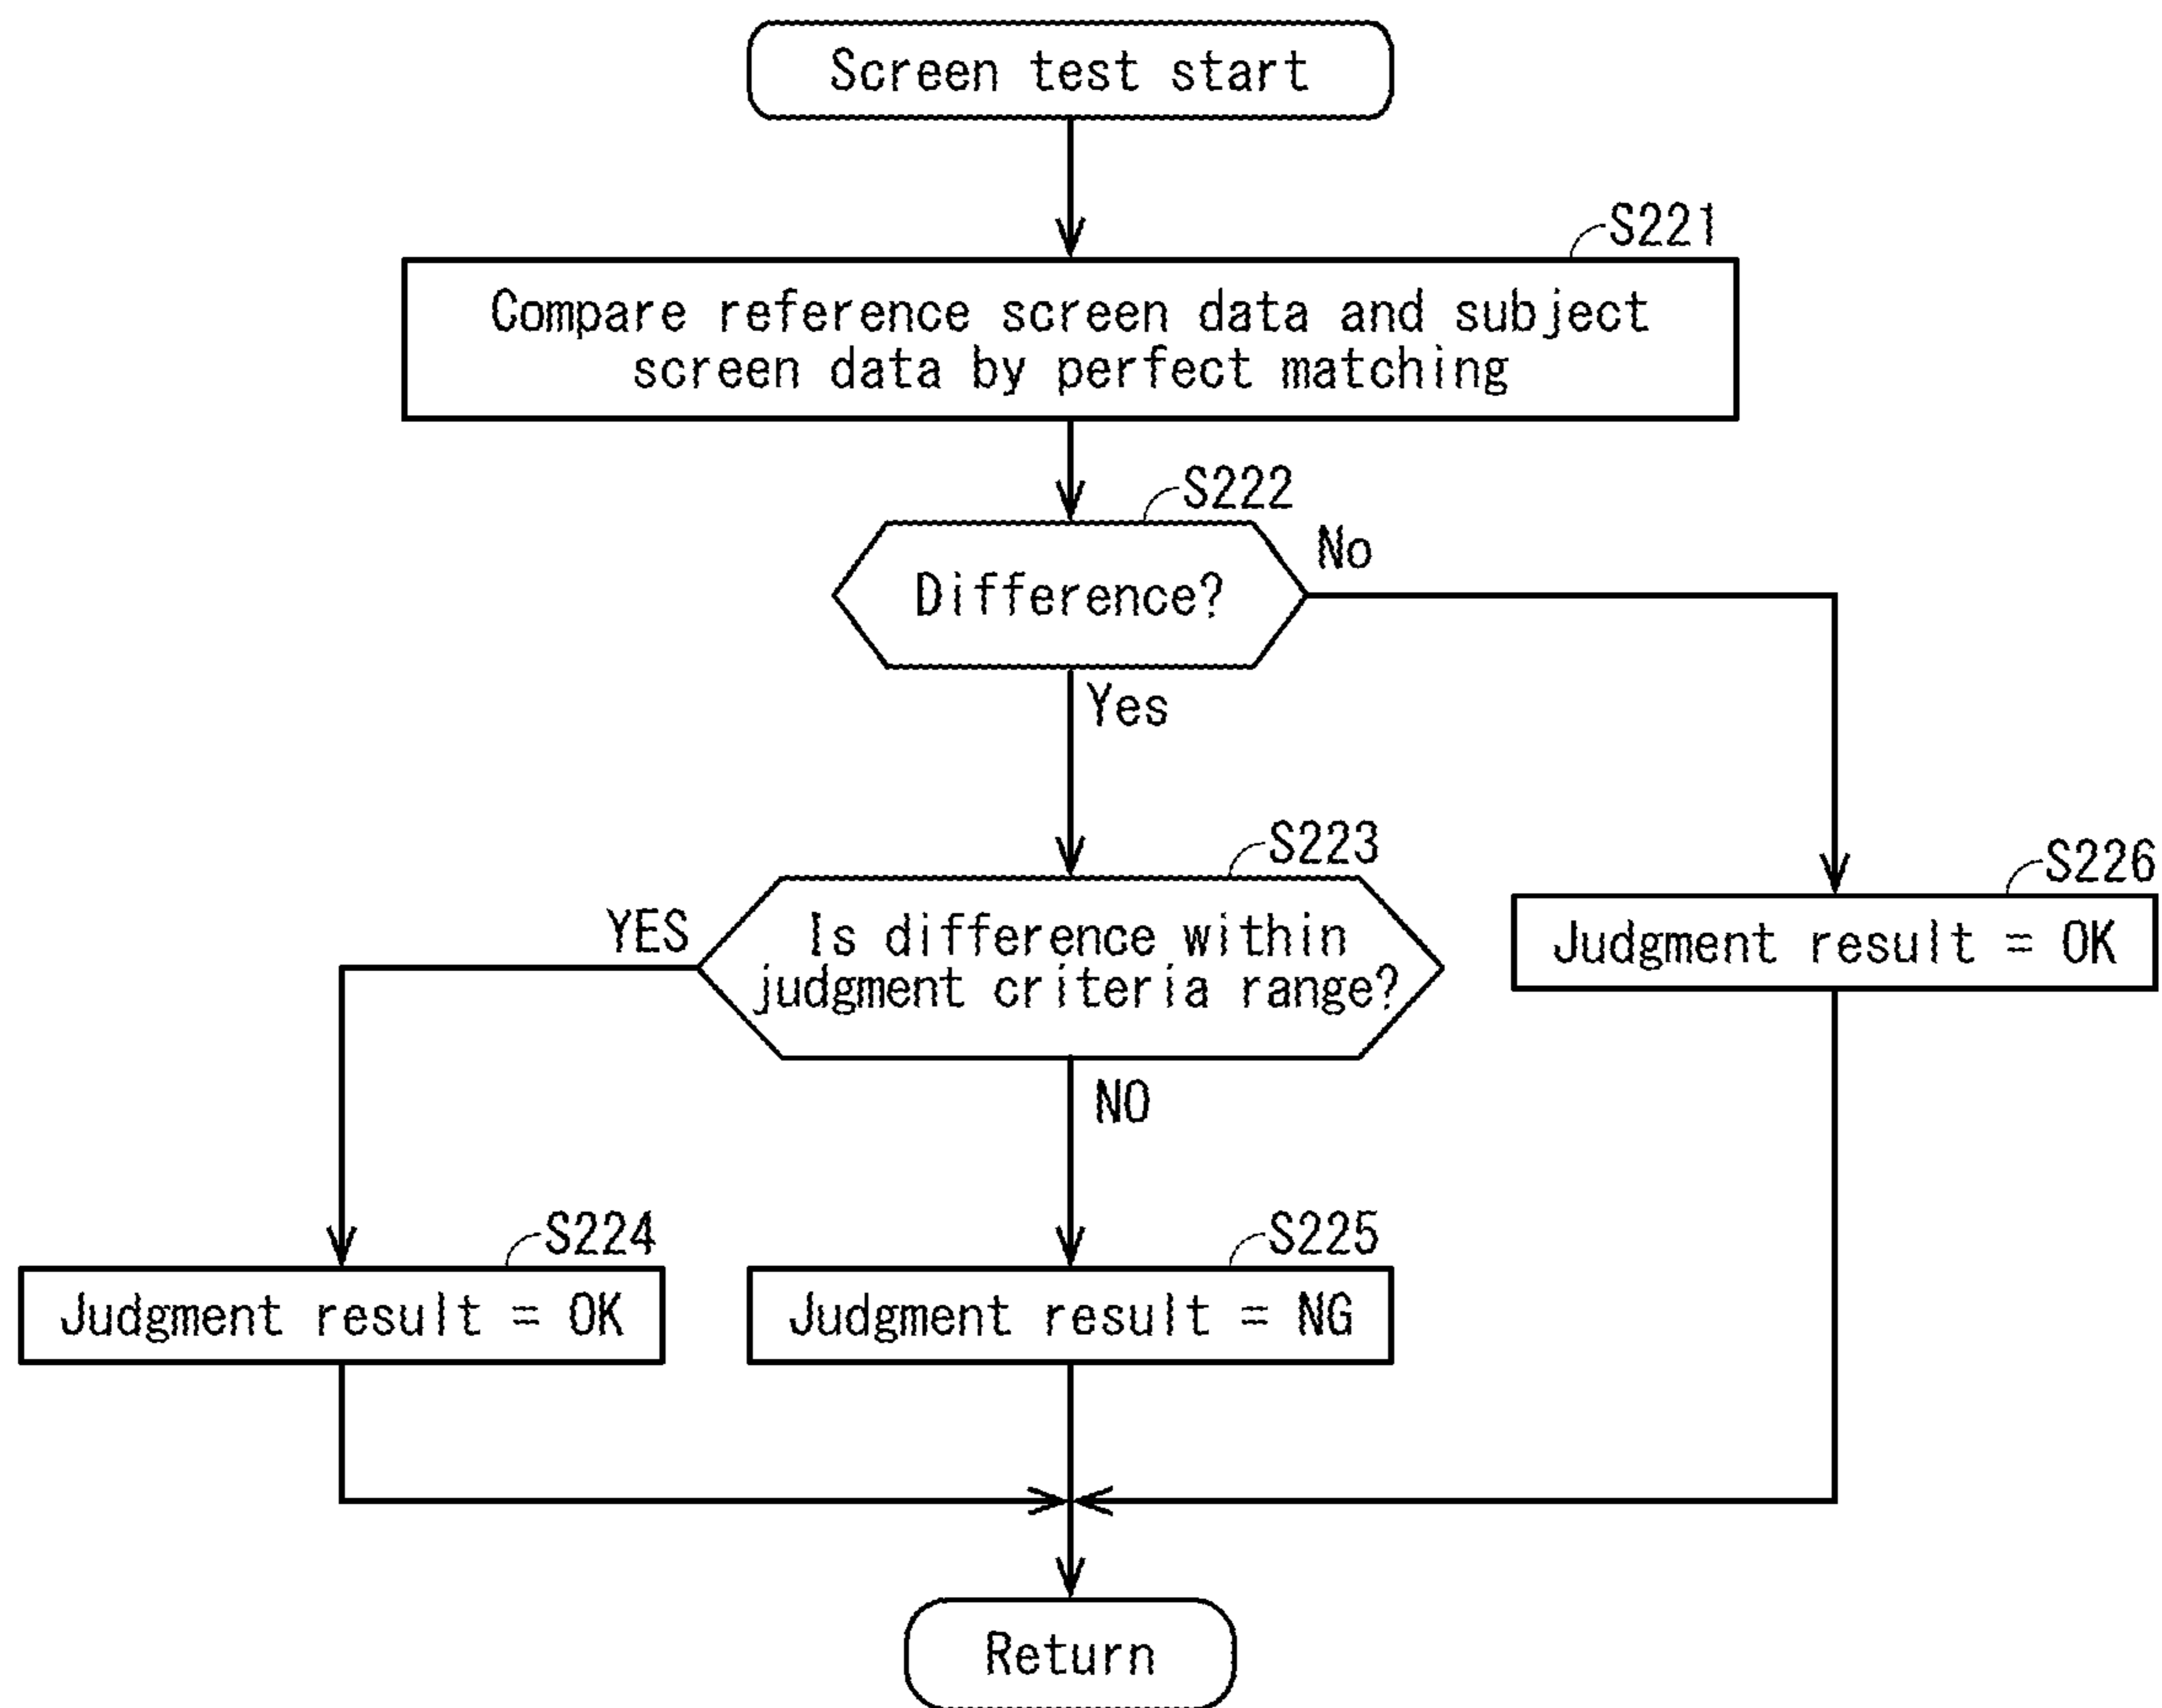 Screen test start
S221
Compare reference screen data and subject
screen data by perfect matching
S222
Difference?
No
Yes
S223
Is difference within
judgment criteria range?
YES
NO
S226
Judgment result = OK
S224
Judgment result = OK
S225
Judgment result = NG
Return